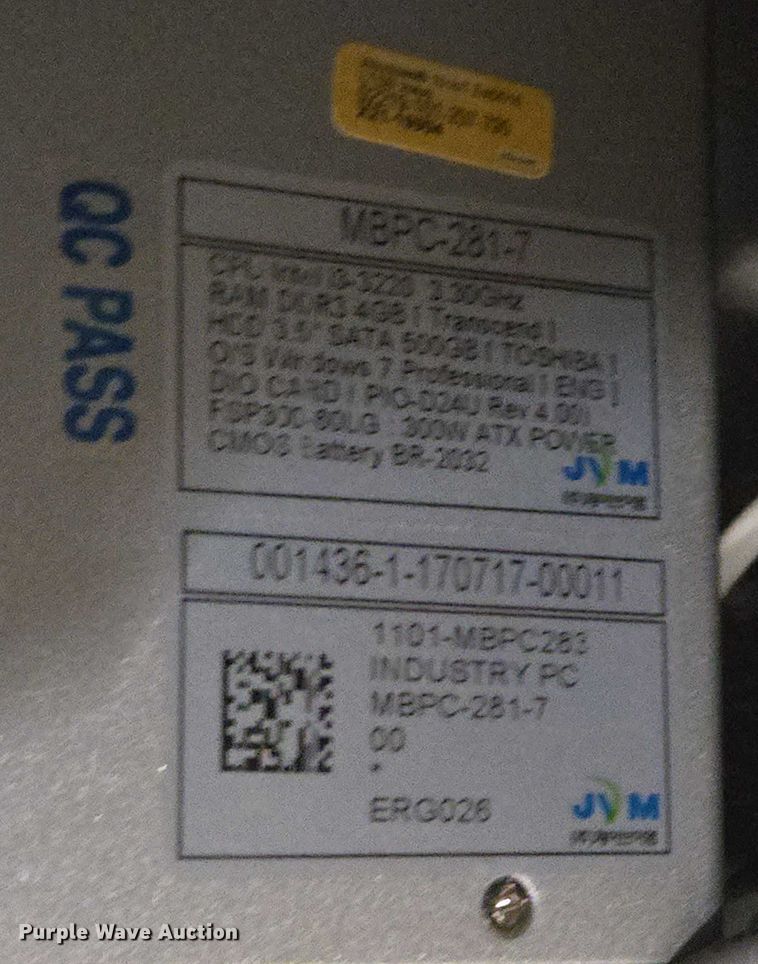 QC PASS
MBPC-281-7
CPU Intel i3-3220 3.30GHz
RAM DDR3 4GB [ Transcend ]
HDD 3.5" SATA 500GB [ TOSHIBA ]
O/S Windows 7 Professional [ ENG ]
DIO CARD [ PIO-D24U Rev 4.00]
FSP300-60LG 300W ATX POWER
CMOS Battery BR-2032
JVM
001436-1-170717-00011
1101-MBPC283
INDUSTRY PC
MBPC-281-7
00
*
ERG026
JVM
Purple Wave Auction